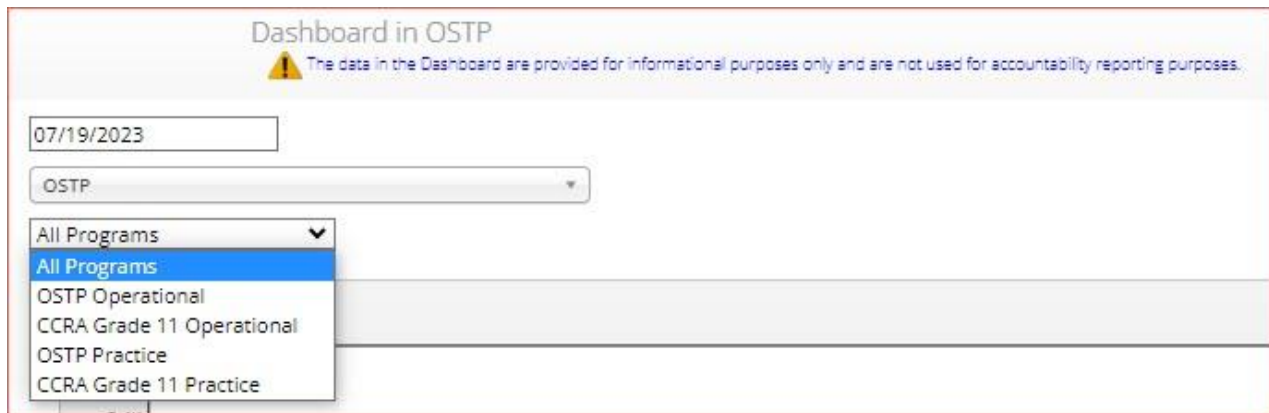 Dashboard in OSTP
The data in the Dashboard are provided for informational purposes only and are not used for accountability reporting purposes.
07/19/2023
OSTP
All Programs
All Programs
OSTP Operational
CCRA Grade 11 Operational
OSTP Practice
CCRA Grade 11 Practice